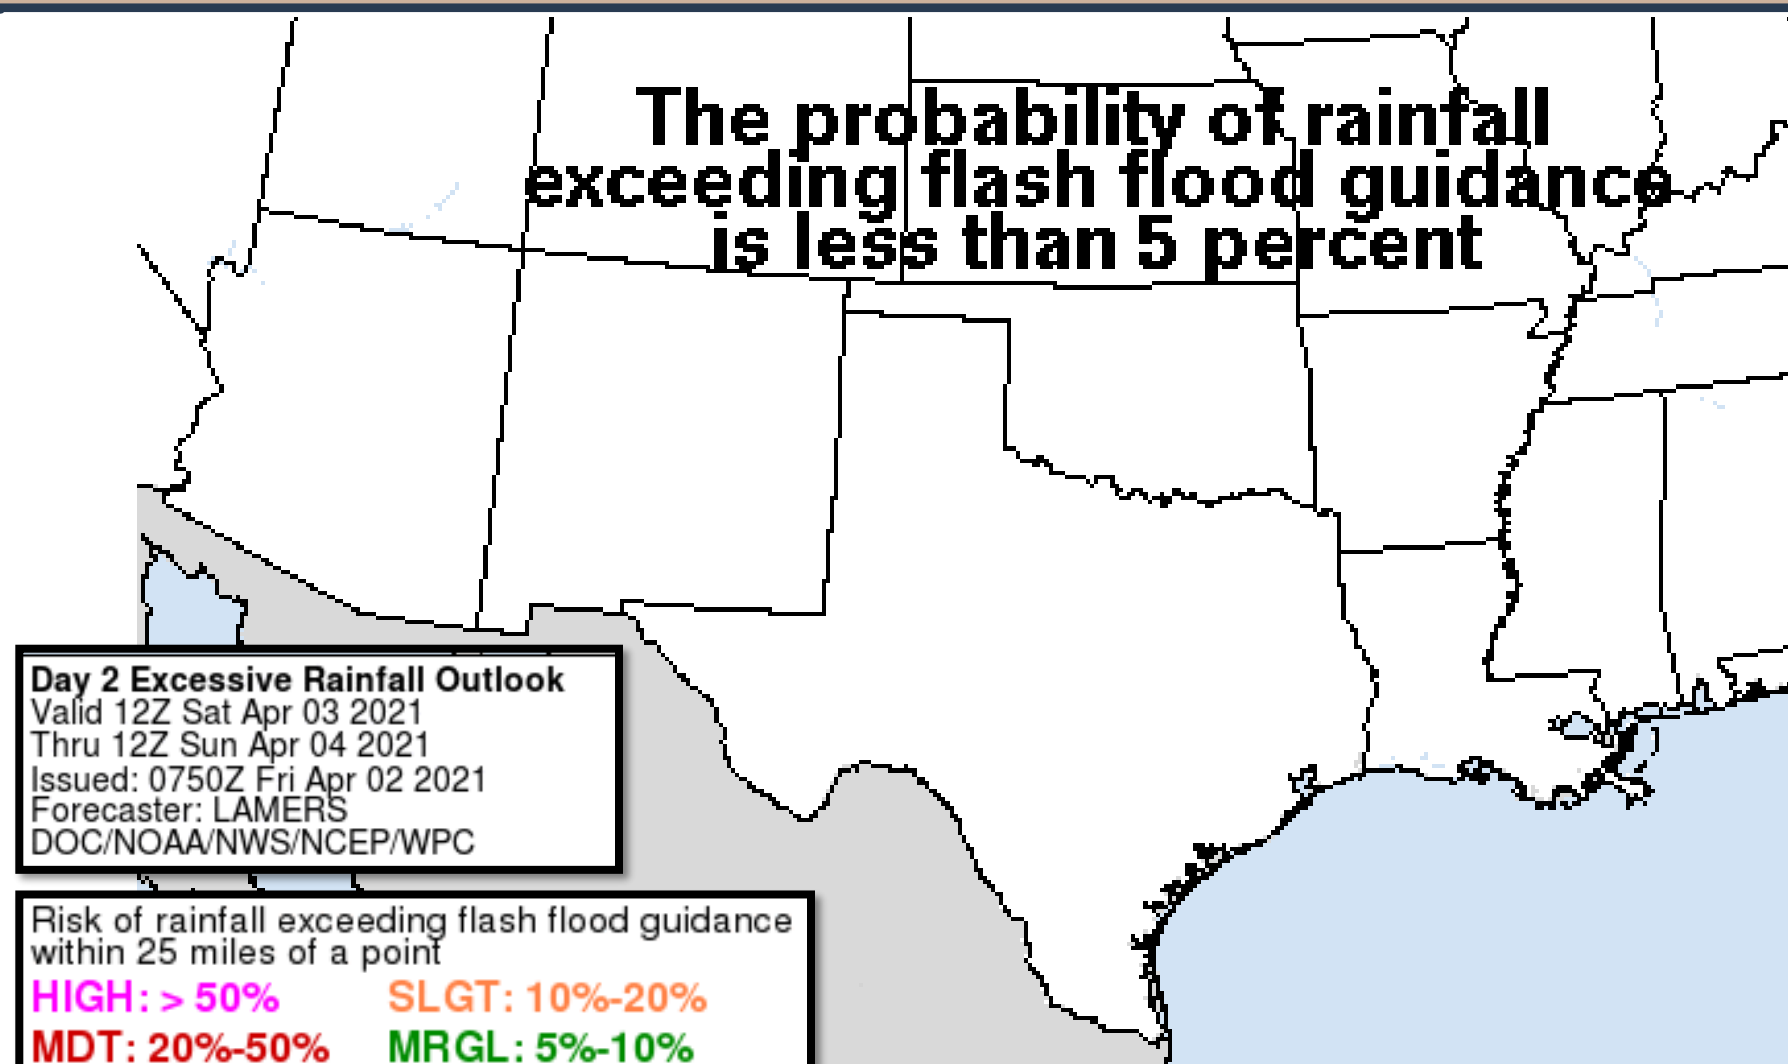 The probability of rainfall
exceeding flash flood guidance
is less than 5 percent
Day 2 Excessive Rainfall Outlook
Valid 12Z Sat Apr 03 2021
Thru 12Z Sun Apr 04 2021
Issued: 0750Z Fri Apr 02 2021
Forecaster: LAMERS
DOC/NOAA/NWS/NCEP/WPC
Risk of rainfall exceeding flash flood guidance
within 25 miles of a point
HIGH: > 50% SLGT: 10%-20%
MDT: 20%-50% MRGL: 5%-10%